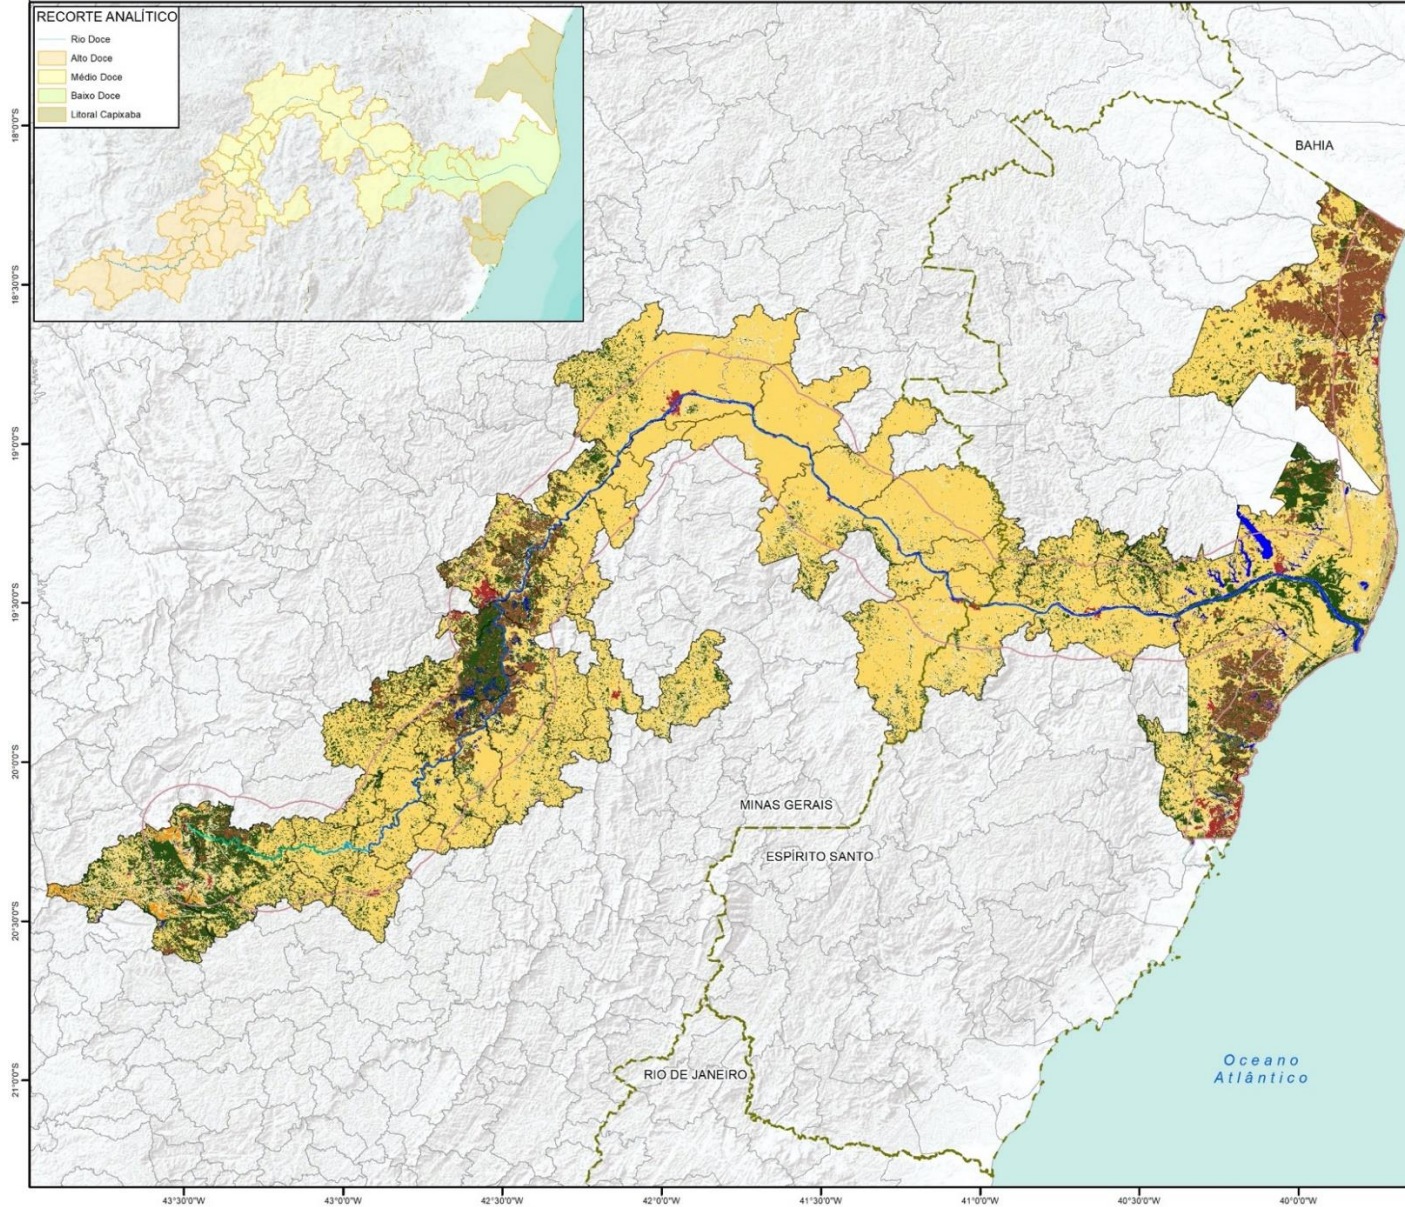 RECORTE ANALÍTICO
Rio Doce
Alto Doce
Médio Doce
Baixo Doce
Litoral Capixaba
18°0'0"S
BAHIA
18°30'0"S
19°0'0"S
19°30'0"S
20°0'0"S
MINAS GERAIS
ESPÍRITO SANTO
20°30'0"S
Oceano
Atlântico
RIO DE JANEIRO
21°0'0"S
43°30'0"W
43°0'0"W
42°30'0"W
42°0'0"W
41°30'0"W
41°0'0"W
40°30'0"W
40°0'0"W